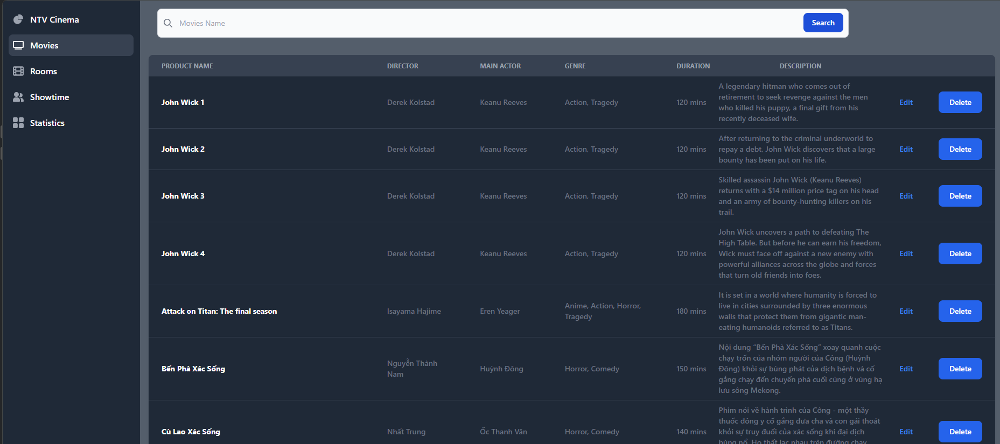 NTV Cinema
Movies
Rooms
Showtime
Statistics
Movies Name
Search
PRODUCT NAME DIRECTOR MAIN ACTOR GENRE DURATION DESCRIPTION
John Wick 1 Derek Kolstad Keanu Reeves Action, Tragedy 120 mins
A legendary hitman who comes out of
retirement to seek revenge against the men
who killed his puppy, a final gift from his
recently deceased wife.
Edit Delete
John Wick 2 Derek Kolstad Keanu Reeves Action, Tragedy 120 mins
After returning to the criminal underworld to
repay a debt, John Wick discovers that a large
bounty has been put on his life.
Edit Delete
John Wick 3 Derek Kolstad Keanu Reeves Action, Tragedy 120 mins
Skilled assassin John Wick (Keanu Reeves)
returns with a $14 million price tag on his head
and an army of bounty-hunting killers on his
trail.
Edit Delete
John Wick 4 Derek Kolstad Keanu Reeves Action, Tragedy 120 mins
John Wick uncovers a path to defeating The
High Table. But before he can earn his freedom,
Wick must face off against a new enemy with
powerful alliances across the globe and forces
that turn old friends into foes.
Edit Delete
Attack on Titan: The final season Isayama Hajime Eren Yeager
Anime, Action, Horror,
Tragedy
180 mins
It is set in a world where humanity is forced to
live in cities surrounded by three enormous
walls that protect them from gigantic man-
eating humanoids referred to as Titans.
Edit Delete
Bến Phà Xác Sống
Nguyễn Thành
Nam
Huỳnh Đông Horror, Comedy 150 mins
Nội dung “Bến Phà Xác Sống” xoay quanh cuộc
chạy trốn của nhóm người của Công (Huỳnh
Đông) khỏi sự bùng phát của dịch bệnh và cố
gắng chạy đến chuyến phà cuối cùng ở vùng hạ
lưu sông Mekong.
Edit Delete
Cù Lao Xác Sống Nhất Trung Ốc Thanh Vân Horror, Comedy 140 mins
Phim nói về hành trình của Công - một thầy
thuốc đông y cố gắng đưa cha và con gái thoát
khỏi sự truy đuổi của xác sống khi đại dịch
bùng nổ. Họ thất lạc nhau trên đường chạy
Edit Delete